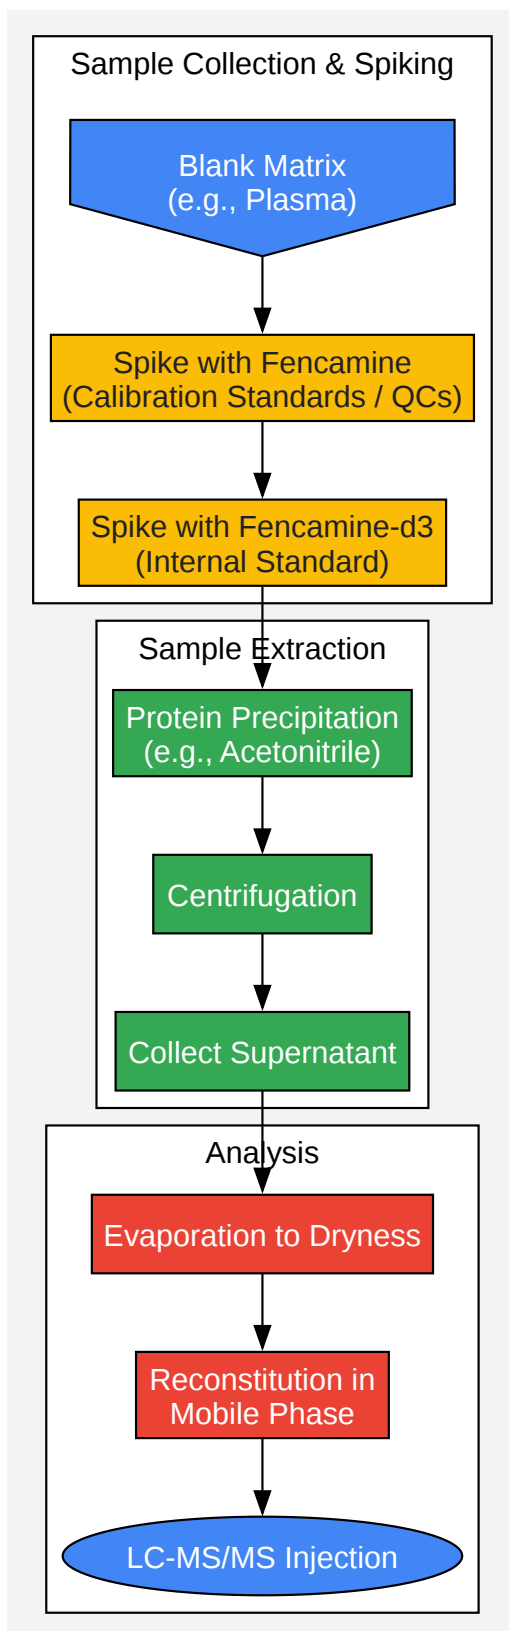 Sample Collection & Spiking
Blank Matrix
(e.g., Plasma)
Spike with Fencamine
(Calibration Standards / QCs)
Spike with Fencamine-d3
(Internal Standard)
Sample Extraction
Protein Precipitation
(e.g., Acetonitrile)
Centrifugation
Collect Supernatant
Analysis
Evaporation to Dryness
Reconstitution in
Mobile Phase
LC-MS/MS Injection